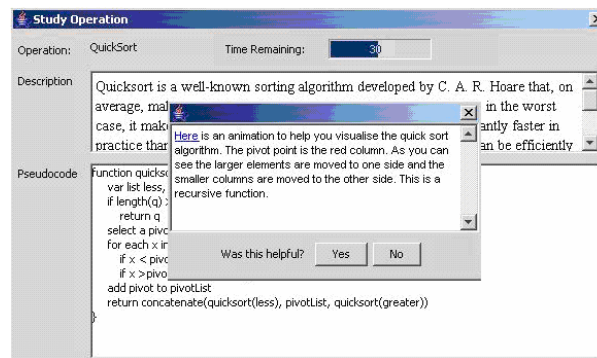 Study Operation
Operation: QuickSort Time Remaining: 30
Description Quicksort is a well-known sorting algorithm developed by C. A. R. Hoare that, on
average, mal in the worst
case, it mak antly faster in
practice than an be efficiently
Here is an animation to help you visualise the quick sort
algorithm. The pivot point is the red column. As you can
see the larger elements are moved to one side and the
smaller columns are moved to the other side. This is a
recursive function.
Was this helpful? Yes No
Pseudocode function quickso
var list less,
if length(q) >
return q
select a pivo
for each x in
if x < pivo
if x >pivo
add pivot to pivotList
return concatenate(quicksort(less), pivotList, quicksort(greater))
}